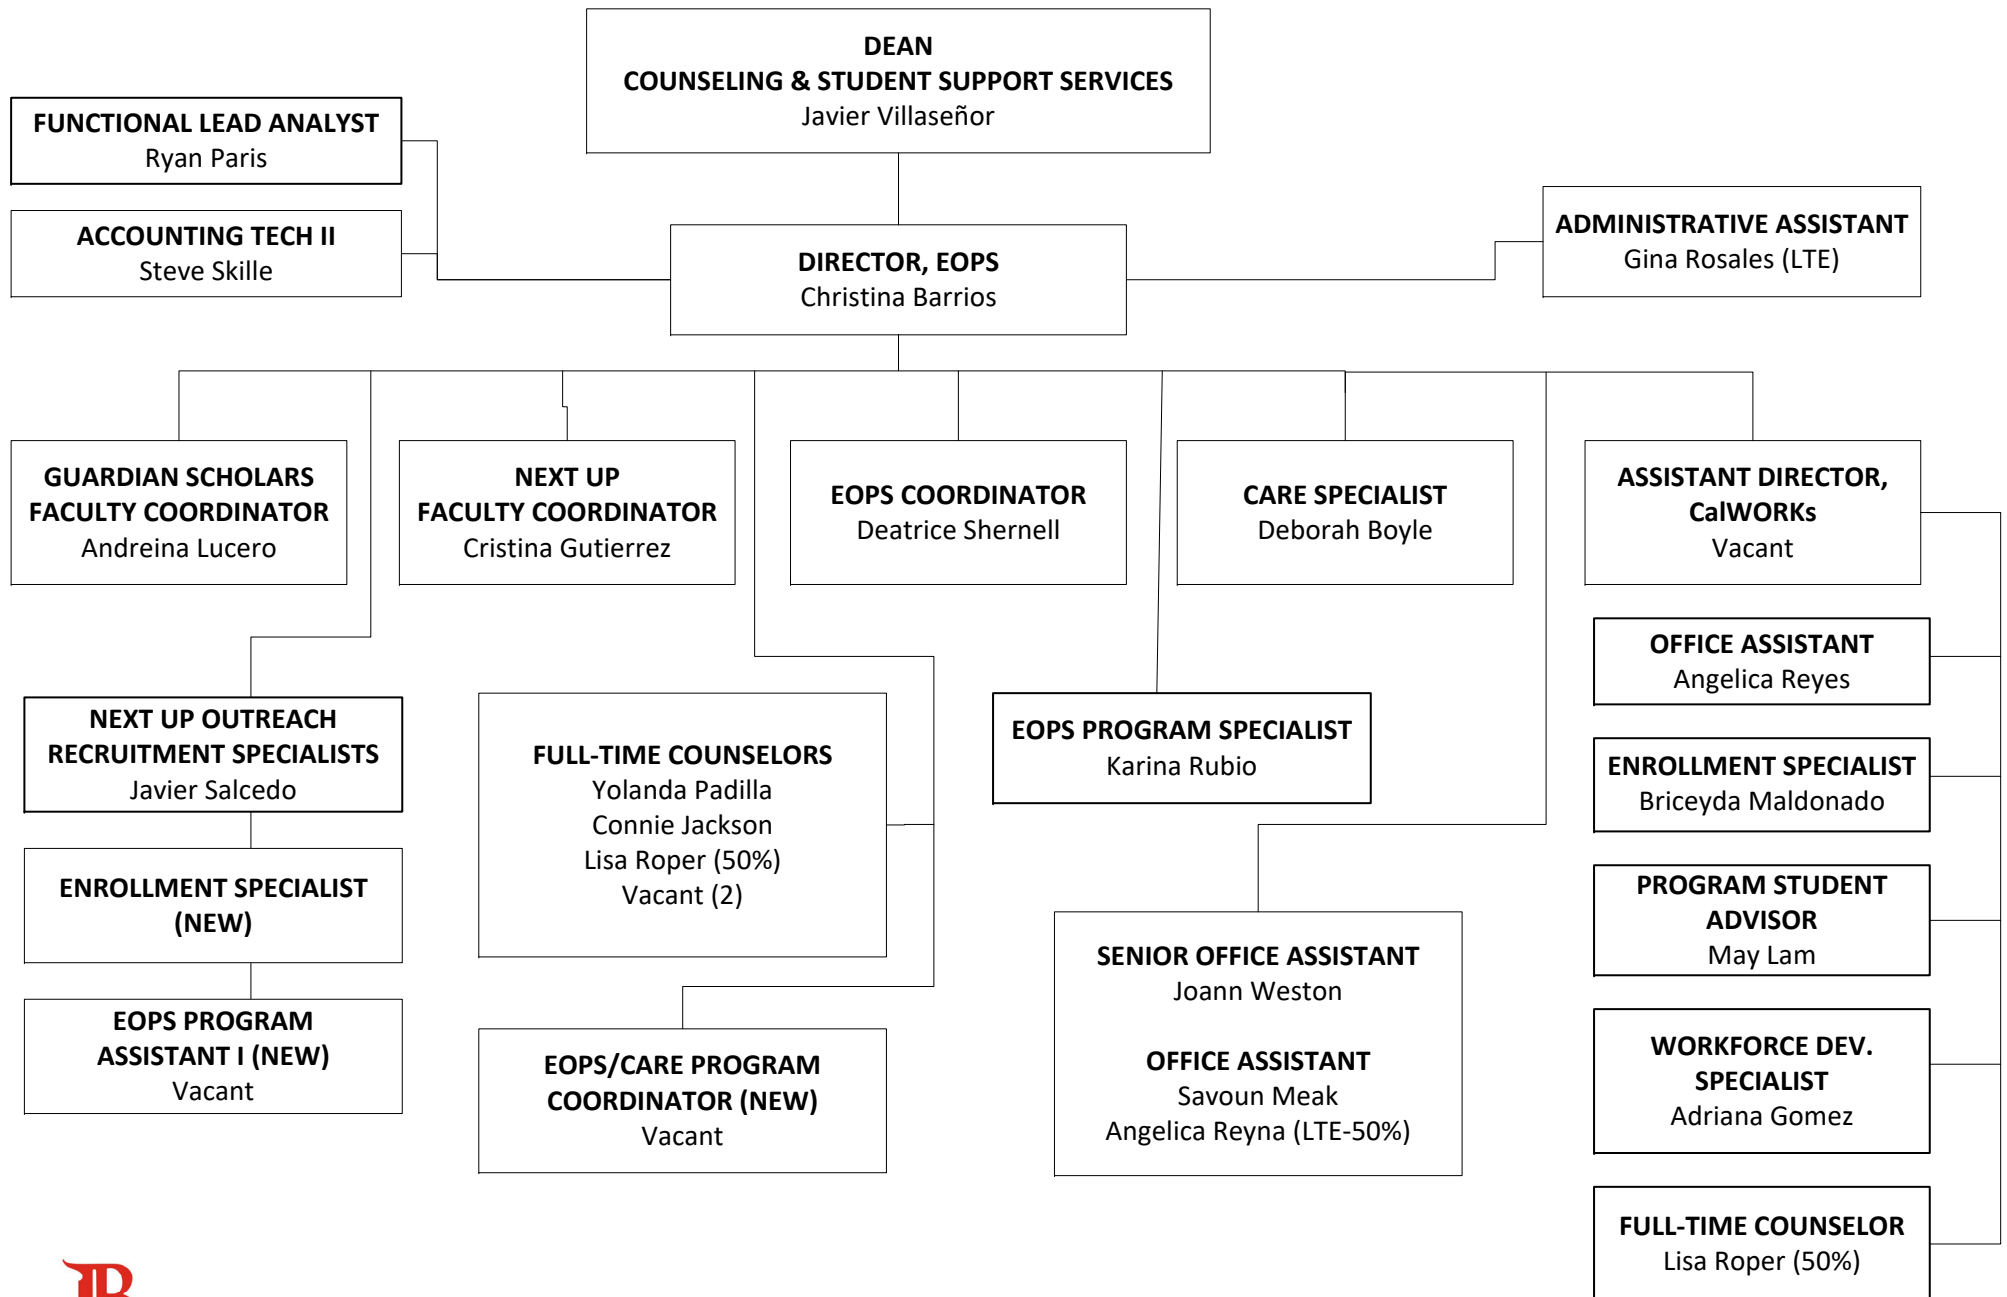 DEAN
COUNSELING & STUDENT SUPPORT SERVICES
Javier Villaseñor
FUNCTIONAL LEAD ANALYST
Ryan Paris
ACCOUNTING TECH II
Steve Skille
DIRECTOR, EOPS
Christina Barrios
ADMINISTRATIVE ASSISTANT
Gina Rosales (LTE)
GUARDIAN SCHOLARS
FACULTY COORDINATOR
Andreina Lucero
NEXT UP
FACULTY COORDINATOR
Cristina Gutierrez
EOPS COORDINATOR
Deatrice Shernell
CARE SPECIALIST
Deborah Boyle
ASSISTANT DIRECTOR,
CalWORKs
Vacant
NEXT UP OUTREACH
RECRUITMENT SPECIALISTS
Javier Salcedo
ENROLLMENT SPECIALIST
(NEW)
EOPS PROGRAM
ASSISTANT I (NEW)
Vacant
FULL-TIME COUNSELORS
Yolanda Padilla
Connie Jackson
Lisa Roper (50%)
Vacant (2)
EOPS/CARE PROGRAM
COORDINATOR (NEW)
Vacant
EOPS PROGRAM SPECIALIST
Karina Rubio
SENIOR OFFICE ASSISTANT
Joann Weston
OFFICE ASSISTANT
Savoun Meak
Angelica Reyna (LTE-50%)
OFFICE ASSISTANT
Angelica Reyes
ENROLLMENT SPECIALIST
Briceyda Maldonado
PROGRAM STUDENT
ADVISOR
May Lam
WORKFORCE DEV.
SPECIALIST
Adriana Gomez
FULL-TIME COUNSELOR
Lisa Roper (50%)